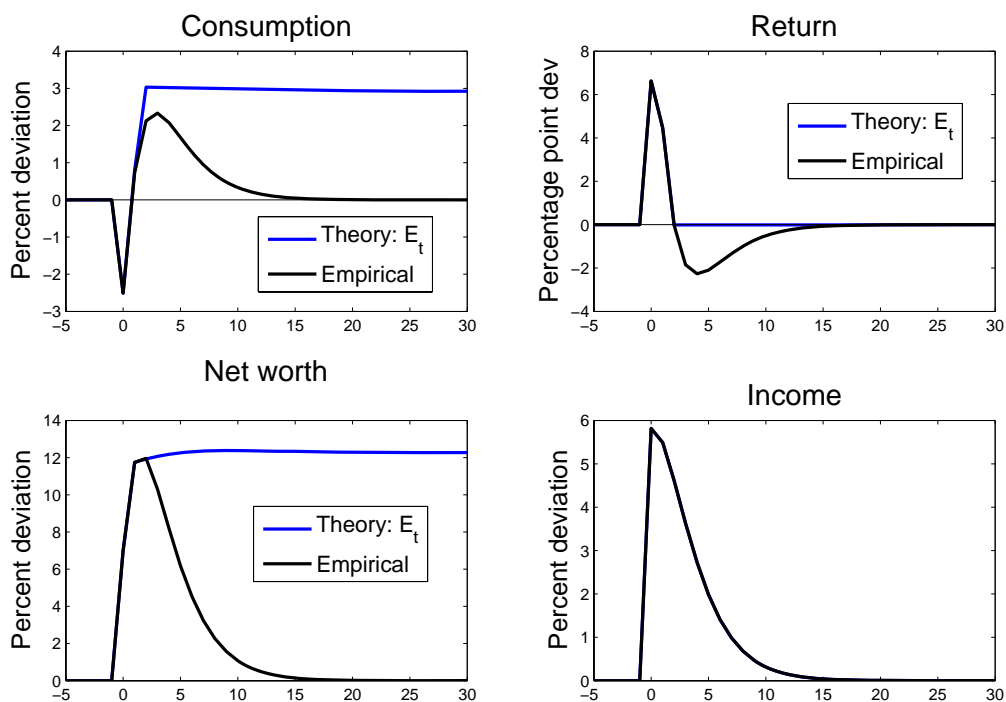 Consumption
Percent deviation
4
3
2
1
0
−1
−2
−3
−5 0 5 10 15 20 25 30
Theory: E_t
Empirical
Return
Percentage point dev
8
6
4
2
0
−2
−4
−5 0 5 10 15 20 25 30
Theory: E_t
Empirical
Net worth
Percent deviation
14
12
10
8
6
4
2
0
−5 0 5 10 15 20 25 30
Theory: E_t
Empirical
Income
Percent deviation
6
5
4
3
2
1
0
−5 0 5 10 15 20 25 30